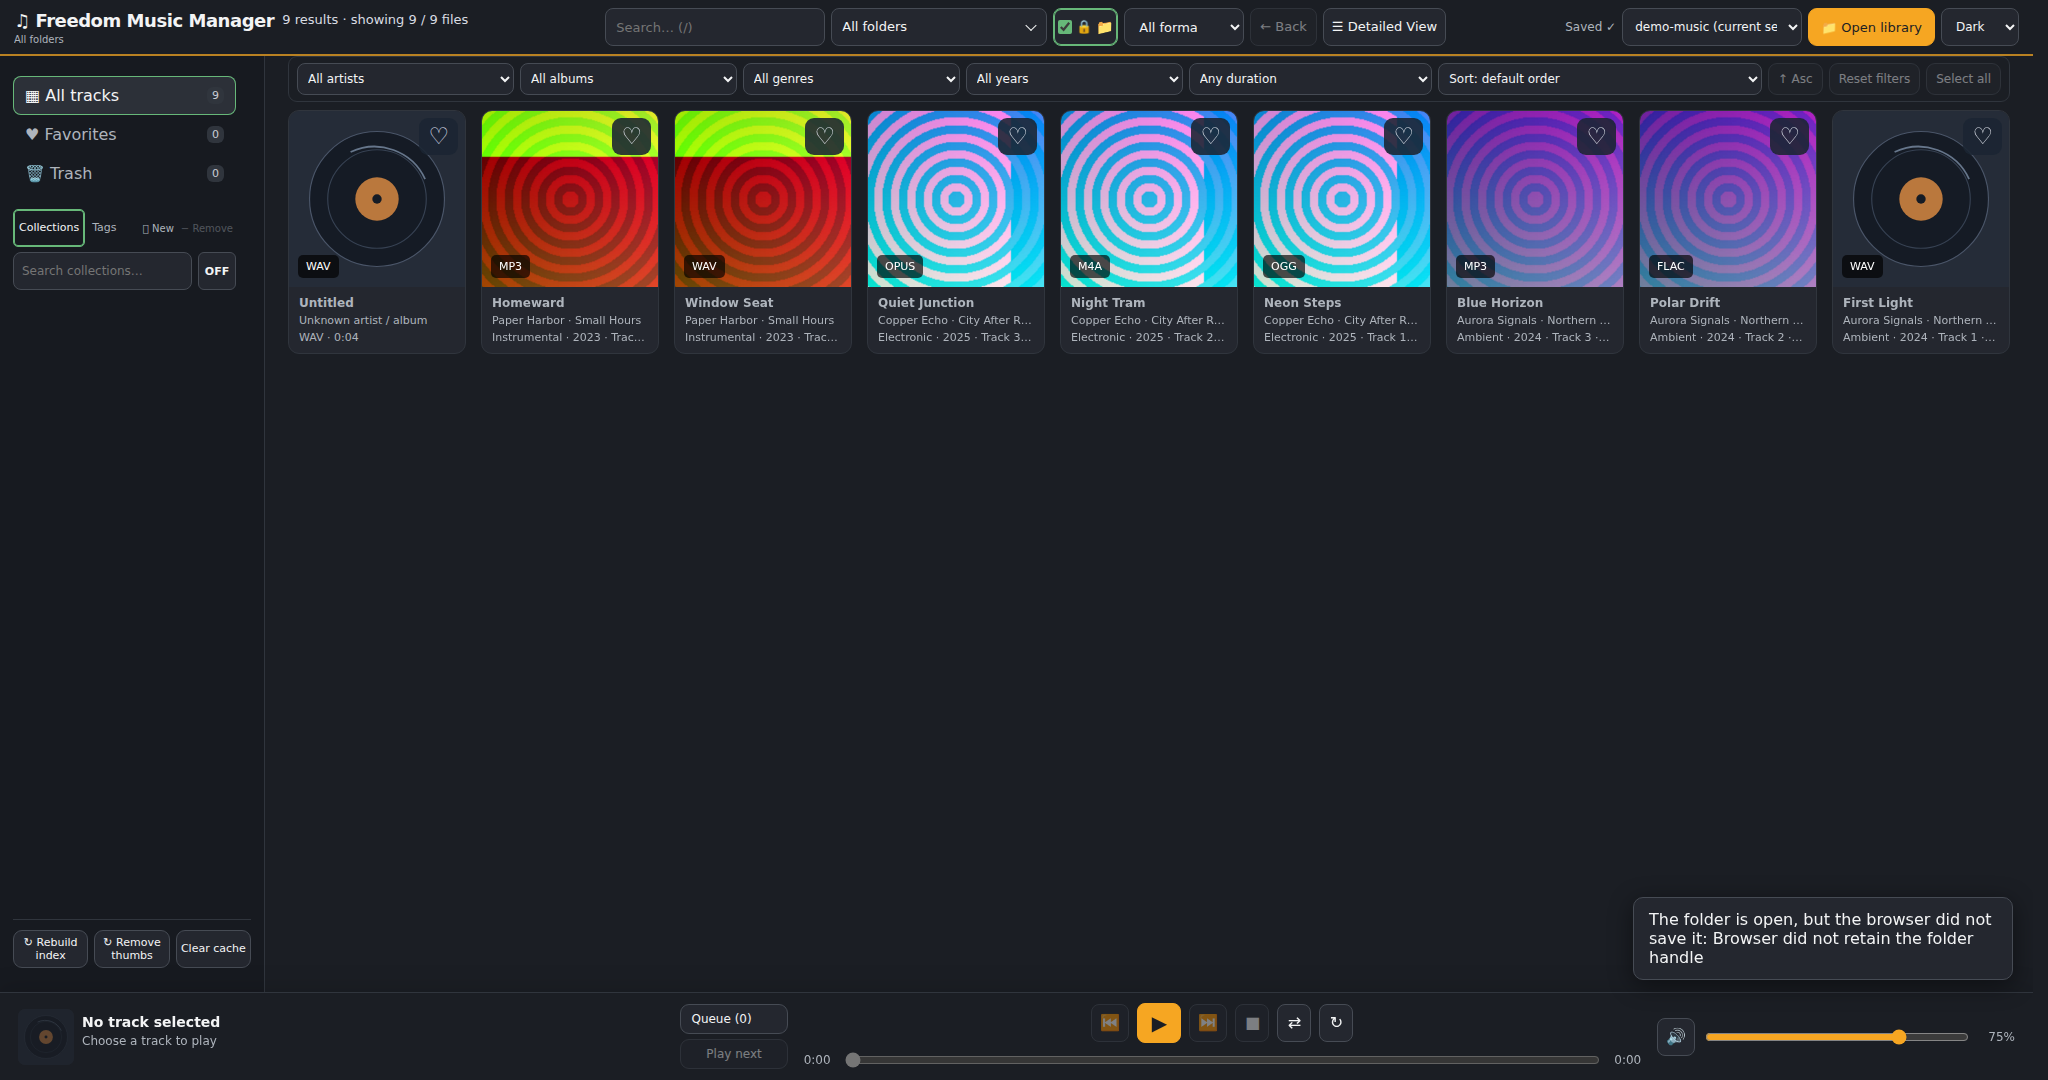 ♫ Freedom Music Manager
9 results · showing 9 / 9 files
All folders
Search… (/)
All folders
All forma
← Back
☰ Detailed View
Saved ✓
demo-music (current se
Open library
Dark
All artists
All albums
All genres
All years
Any duration
Sort: default order
↑ Asc
Reset filters
Select all
All tracks
9
Favorites
0
Trash
0
Collections
Tags
New
− Remove
Search collections…
OFF
WAV
Untitled
Unknown artist / album
WAV · 0:04
MP3
Homeward
Paper Harbor · Small Hours
Instrumental · 2023 · Trac…
WAV
Window Seat
Paper Harbor · Small Hours
Instrumental · 2023 · Trac…
OPUS
Quiet Junction
Copper Echo · City After R…
Electronic · 2025 · Track 3…
M4A
Night Tram
Copper Echo · City After R…
Electronic · 2025 · Track 2…
OGG
Neon Steps
Copper Echo · City After R…
Electronic · 2025 · Track 1…
MP3
Blue Horizon
Aurora Signals · Northern …
Ambient · 2024 · Track 3 ·…
FLAC
Polar Drift
Aurora Signals · Northern …
Ambient · 2024 · Track 2 ·…
WAV
First Light
Aurora Signals · Northern …
Ambient · 2024 · Track 1 ·…
The folder is open, but the browser did not
save it: Browser did not retain the folder
handle
↻ Rebuild
index
↻ Remove
thumbs
Clear cache
No track selected
Choose a track to play
Queue (0)
Play next
0:00
0:00
75%